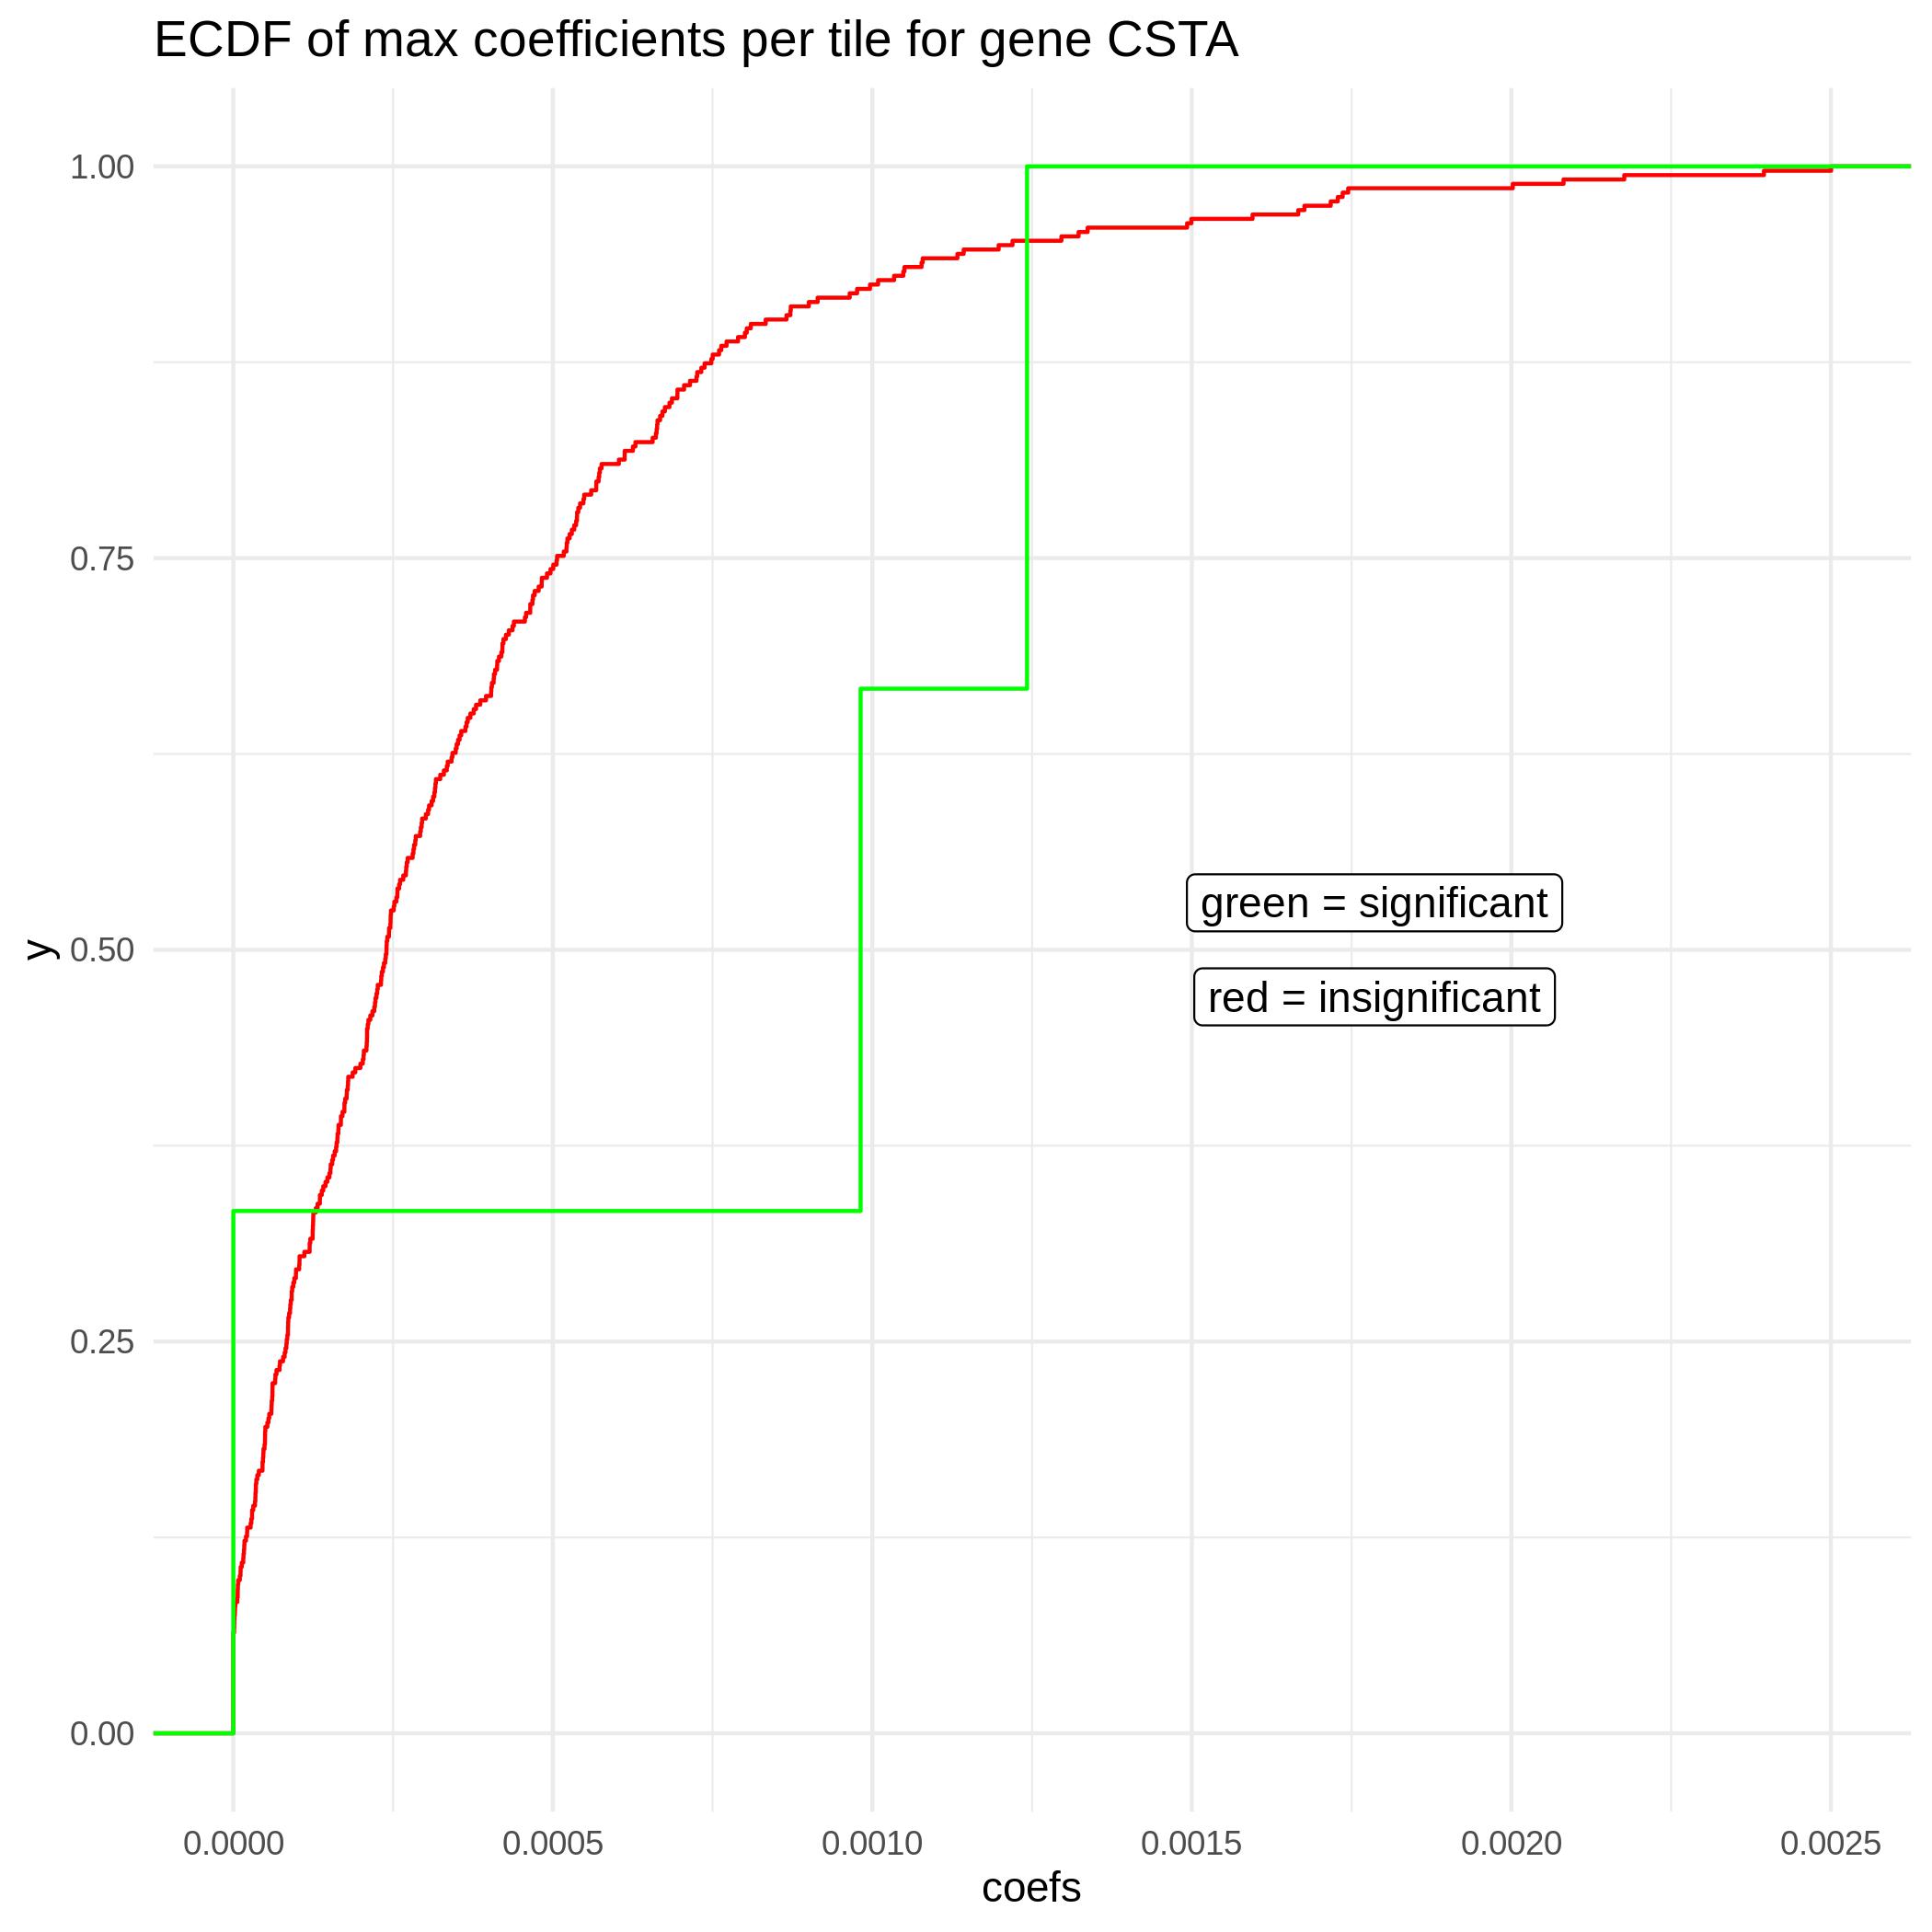 ECDF of max coefficients per tile for gene CSTA
1.00
0.75
0.50
0.25
0.00
y
green = significant
red = insignificant
0.0000 0.0005 0.0010 0.0015 0.0020 0.0025
coefs